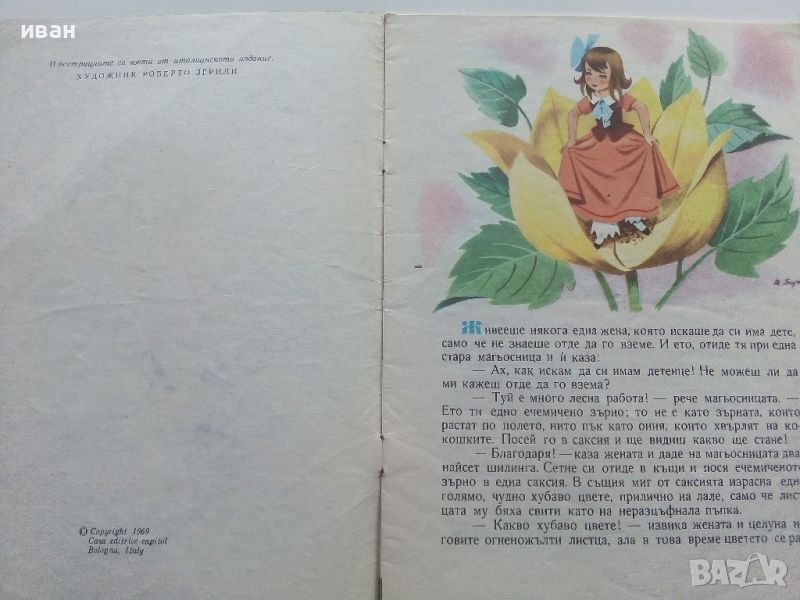 иван
Илюстрациите са взети от италианското издание.
ХУДОЖНИК РОБЕРТО ЗГРИЛИ
© Copyright 1969
Casa editrice capitol
Bologna, Italy
Живееше някога една жена, която искаше да си има дете,
само че не знаеше отде да го вземе. И ето, отиде тя при една
стара магьосница и ѝ каза:
— Ах, как искам да си имам детенце! Не можеш ли да
ми кажеш отде да го взема?
— Туй е много лесна работа! — рече магьосницата. —
Ето ти едно ечемичено зърно; то не е като зърната, които
растат по полето, нито пък като ония, които хвърлят на ко-
кошките. Посей го в саксия и ще видиш какво ще стане!
— Благодаря! — каза жената и даде на магьосницата два
найсет шилинга. Сетне си отиде в къщи и пося ечемиченото
зърно в една саксия. В същия миг от саксията израсна едн
голямо, чудно хубаво цвете, прилично на лале, само че лис
цата му бяха свити като на неразцъфнала пъпка.
— Какво хубаво цвете! — извика жената и целуна н
говите огненожълти листца, ала в това време цветето се ра
BAZAR